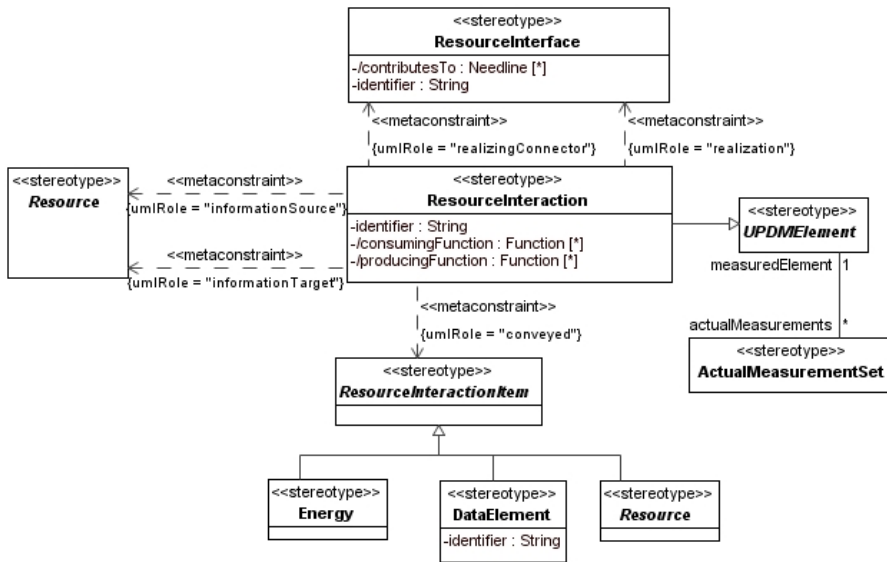 <<stereotype>>
ResourceInterface
-/contributesTo : Needline [*]
-identifier : String
<<metaconstraint>>
{umlRole = "realizingConnector"}
<<metaconstraint>>
{umlRole = "realization"}
<<stereotype>>
Resource
<<metaconstraint>>
{umlRole = "informationSource"}
<<metaconstraint>>
{umlRole = "informationTarget"}
<<stereotype>>
ResourceInteraction
-identifier : String
-/consumingFunction : Function [*]
-/producingFunction : Function [*]
<<stereotype>>
UPDMElement
measuredElement 1
actualMeasurements *
<<stereotype>>
ActualMeasurementSet
<<metaconstraint>>
{umlRole = "conveyed"}
<<stereotype>>
ResourceInteractionItem
<<stereotype>>
Energy
<<stereotype>>
DataElement
-identifier : String
<<stereotype>>
Resource